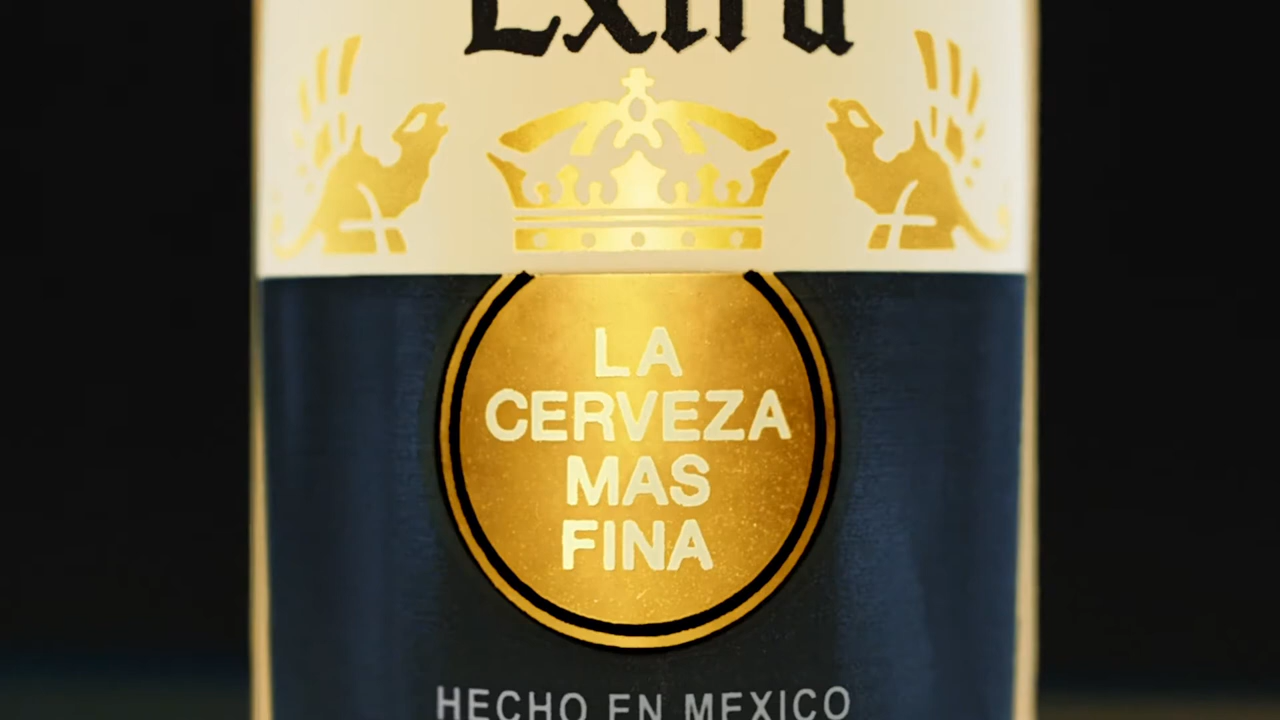 Extra
LA
CERVEZA
MAS
FINA
HECHO EN MEXICO